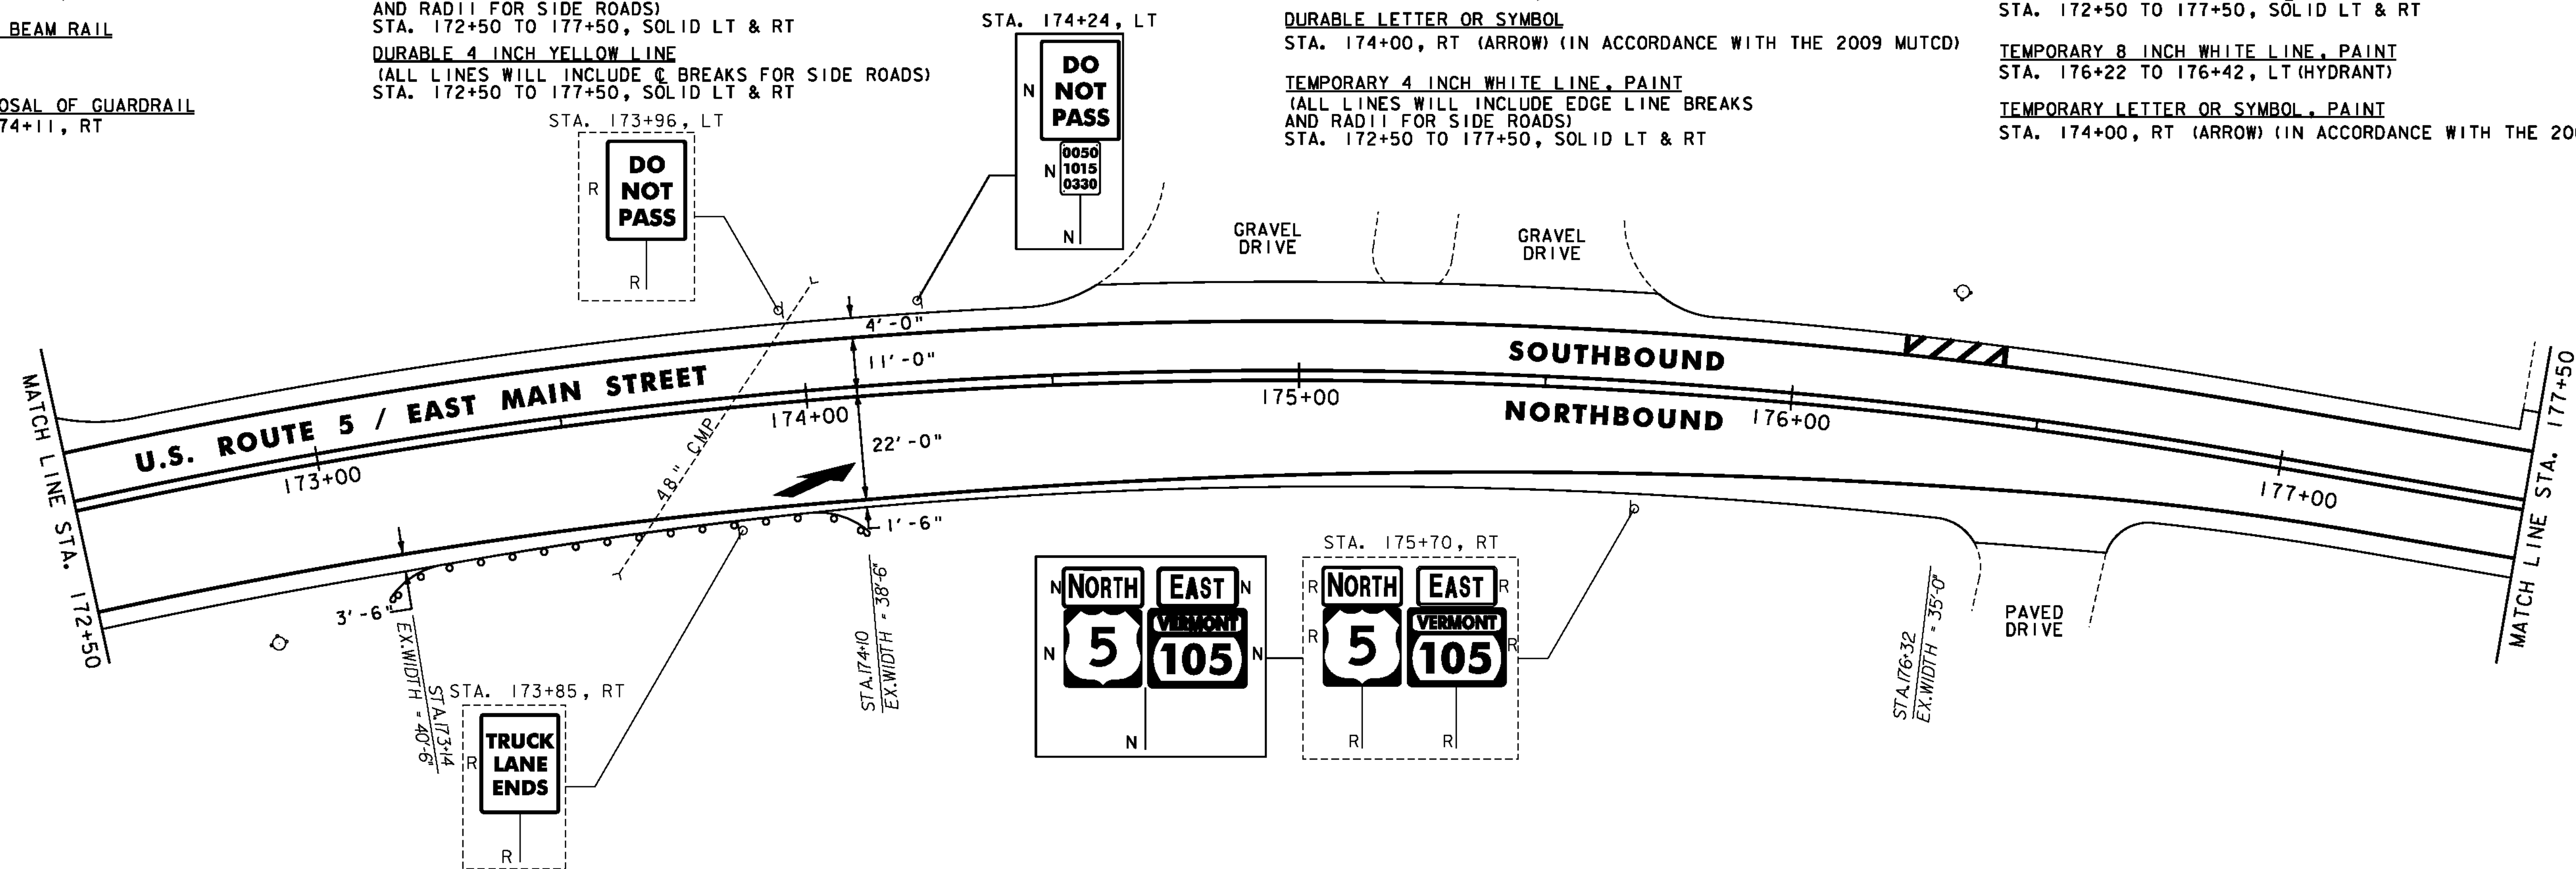 BEAM RAIL
OSAL OF GUARDRAIL
74+11, RT
AND RADII FOR SIDE ROADS)
STA. 172+50 TO 177+50, SOLID LT & RT
DURABLE 4 INCH YELLOW LINE
(ALL LINES WILL INCLUDE ℄ BREAKS FOR SIDE ROADS)
STA. 172+50 TO 177+50, SOLID LT & RT
STA. 173+96, LT
DO
NOT
PASS
R
R
STA. 174+24, LT
DO
NOT
PASS
N
0050
1015
0330
N
N
DURABLE LETTER OR SYMBOL
STA. 174+00, RT (ARROW) (IN ACCORDANCE WITH THE 2009 MUTCD)
TEMPORARY 4 INCH WHITE LINE, PAINT
(ALL LINES WILL INCLUDE EDGE LINE BREAKS
AND RADII FOR SIDE ROADS)
STA. 172+50 TO 177+50, SOLID LT & RT
STA. 172+50 TO 177+50, SOLID LT & RT
TEMPORARY 8 INCH WHITE LINE, PAINT
STA. 176+22 TO 176+42, LT (HYDRANT)
TEMPORARY LETTER OR SYMBOL, PAINT
STA. 174+00, RT (ARROW) (IN ACCORDANCE WITH THE 20
GRAVEL
DRIVE
GRAVEL
DRIVE
MATCH LINE STA. 172+50
U.S. ROUTE 5 / EAST MAIN STREET
SOUTHBOUND
NORTHBOUND
4'-0"
11'-0"
22'-0"
1'-6"
3'-6"
48" CMP
173+00
174+00
175+00
176+00
177+00
MATCH LINE STA. 177+50
STA.173+14
EX.WIDTH = 40'-6"
STA.174+10
EX.WIDTH = 38'-6"
STA.176+32
EX.WIDTH = 35'-0"
PAVED
DRIVE
STA. 173+85, RT
TRUCK
LANE
ENDS
R
R
N NORTH EAST N
N 5 VERMONT 105 N
N
STA. 175+70, RT
R NORTH EAST R
R 5 VERMONT 105 R
R R